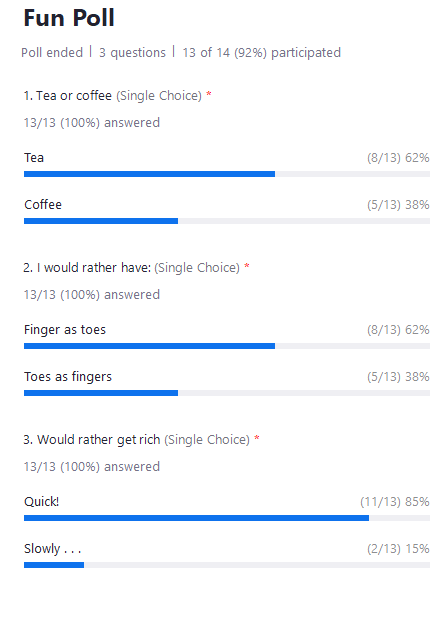 Fun Poll
Poll ended | 3 questions | 13 of 14 (92%) participated
1. Tea or coffee (Single Choice) *
13/13 (100%) answered
Tea (8/13) 62%
Coffee (5/13) 38%
2. I would rather have: (Single Choice) *
13/13 (100%) answered
Finger as toes (8/13) 62%
Toes as fingers (5/13) 38%
3. Would rather get rich (Single Choice) *
13/13 (100%) answered
Quick! (11/13) 85%
Slowly . . . (2/13) 15%